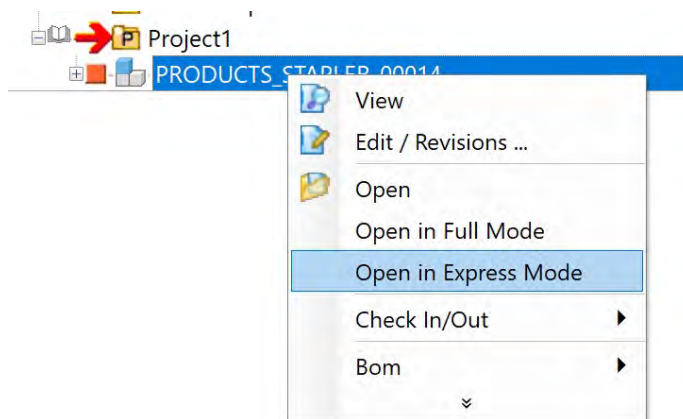 Project1
PRODUCTS_STAPLER_00014
View
Edit / Revisions ...
Open
Open in Full Mode
Open in Express Mode
Check In/Out
Bom